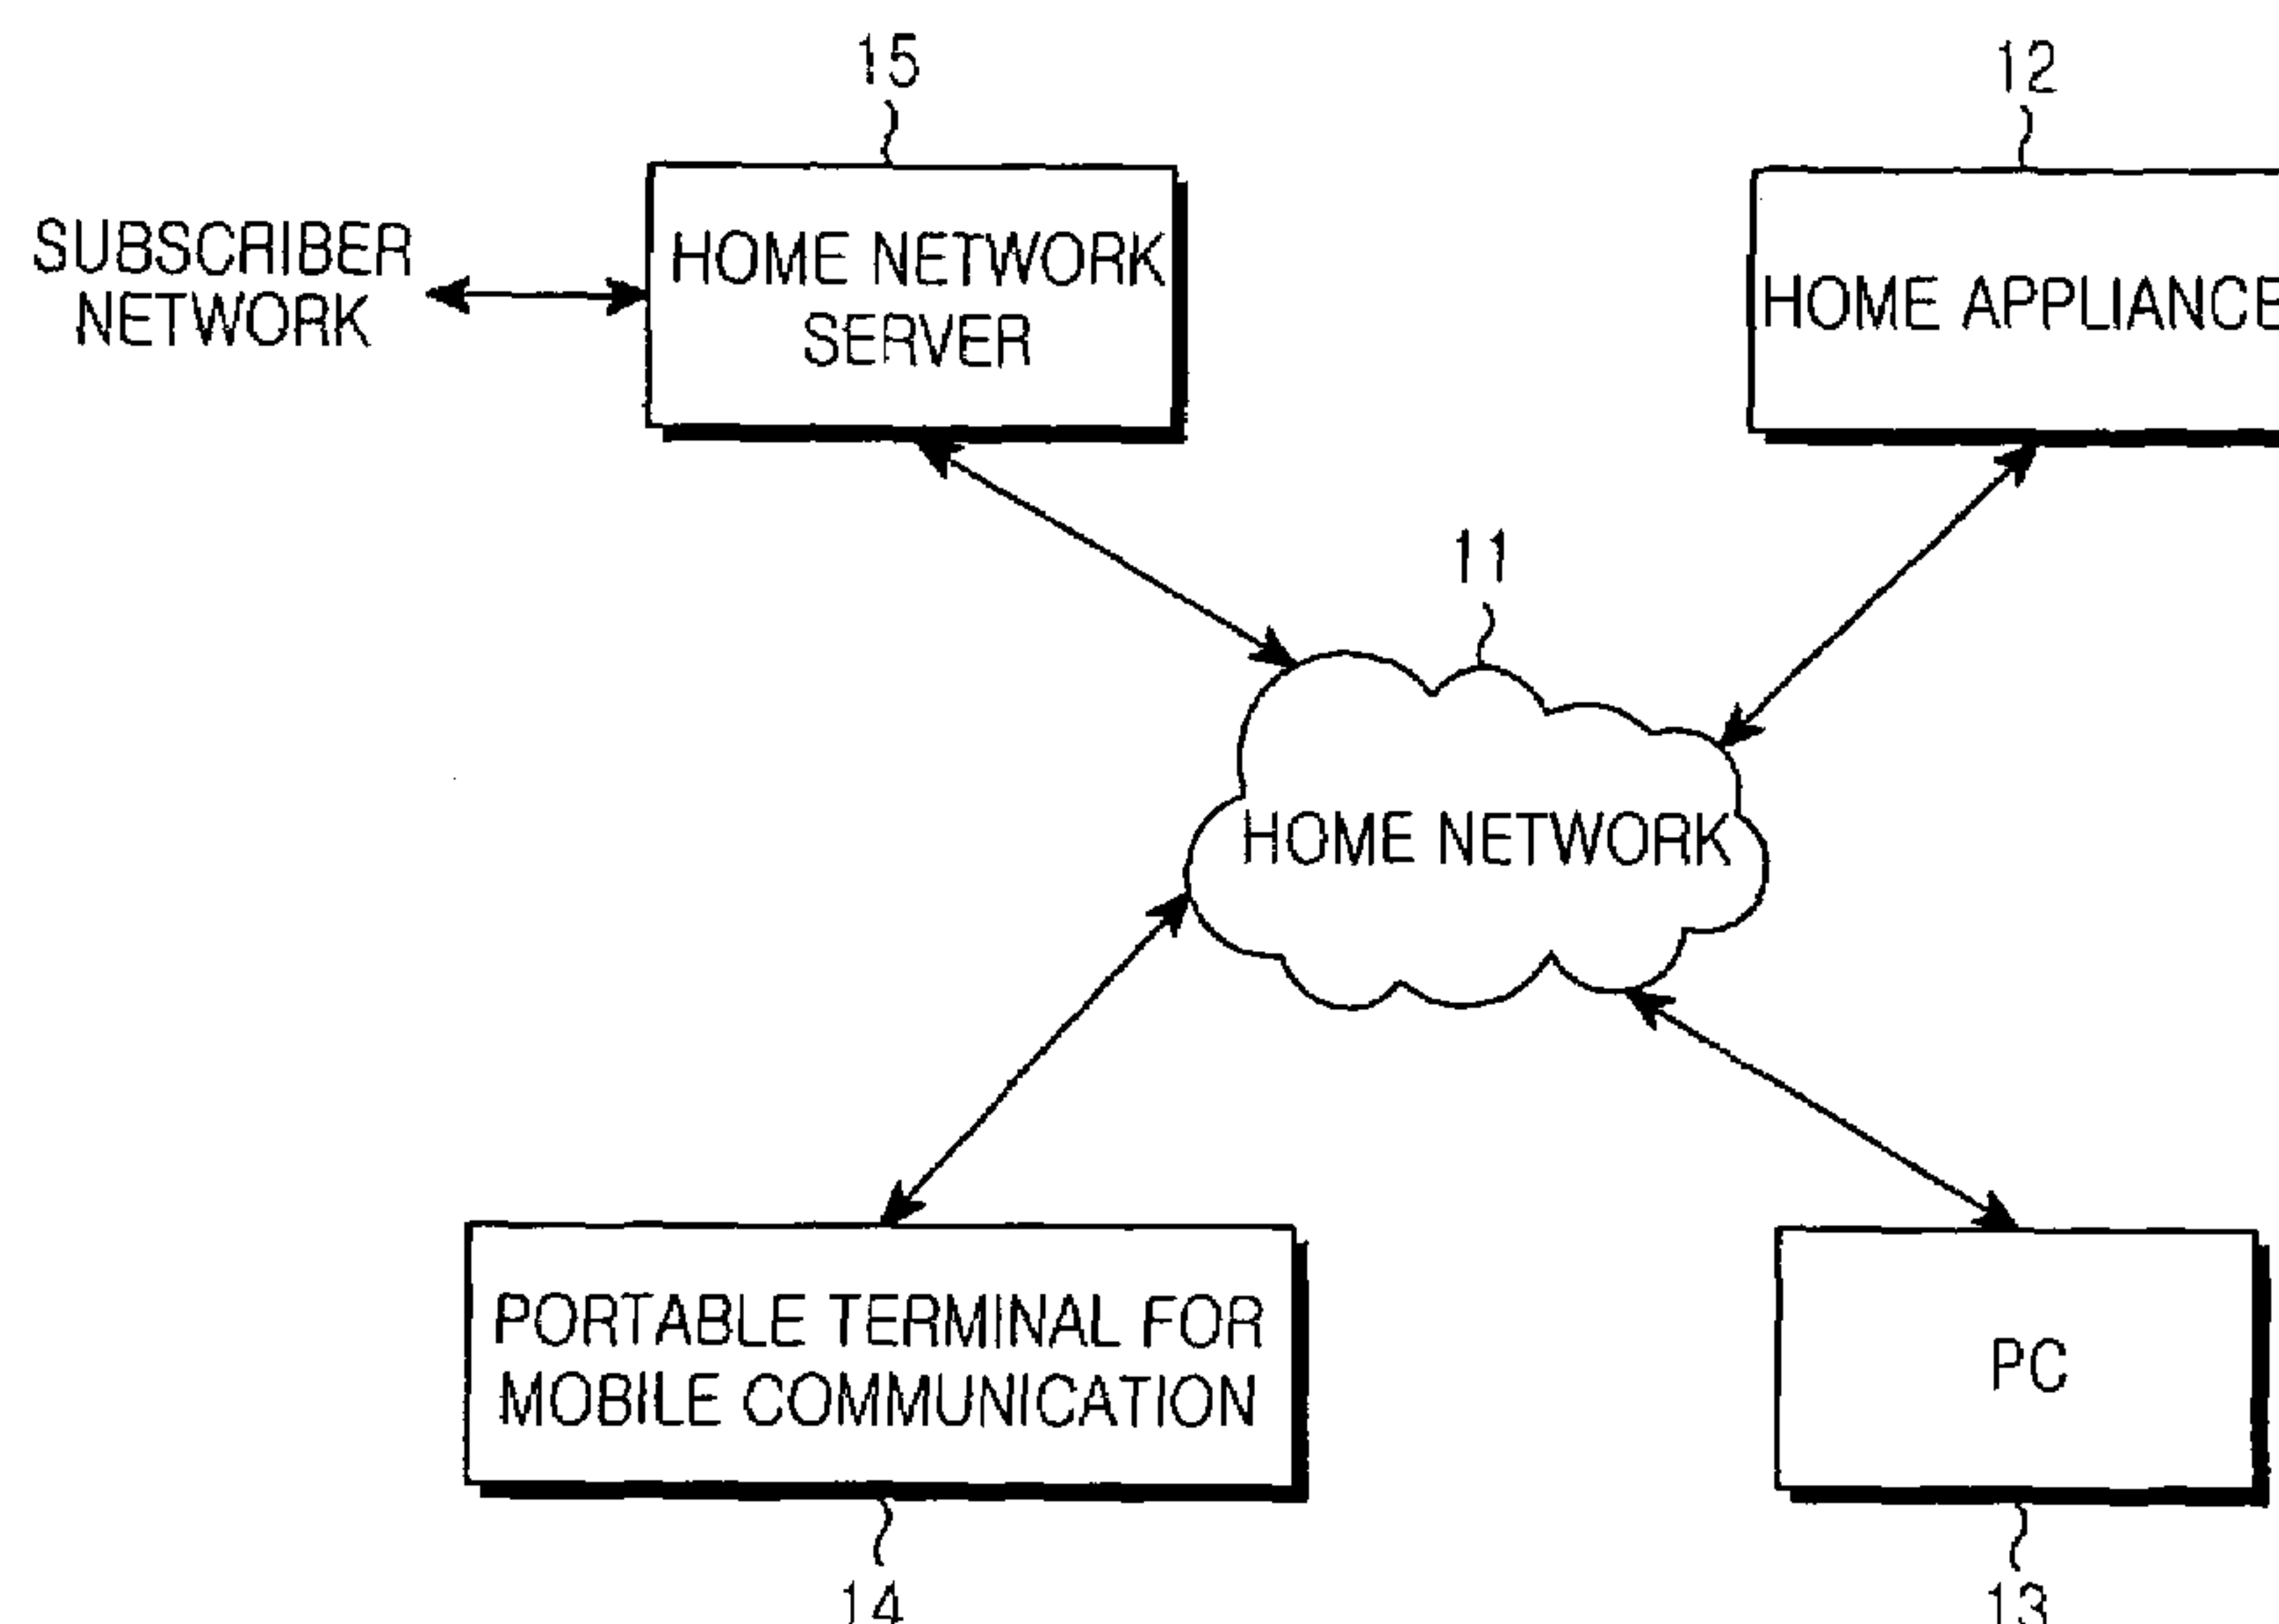 15
12
SUBSCRIBER
NETWORK
HOME NETWORK
SERVER
HOME APPLIANCE
11
HOME NETWORK
PORTABLE TERMINAL FOR
MOBILE COMMUNICATION
PC
14
13